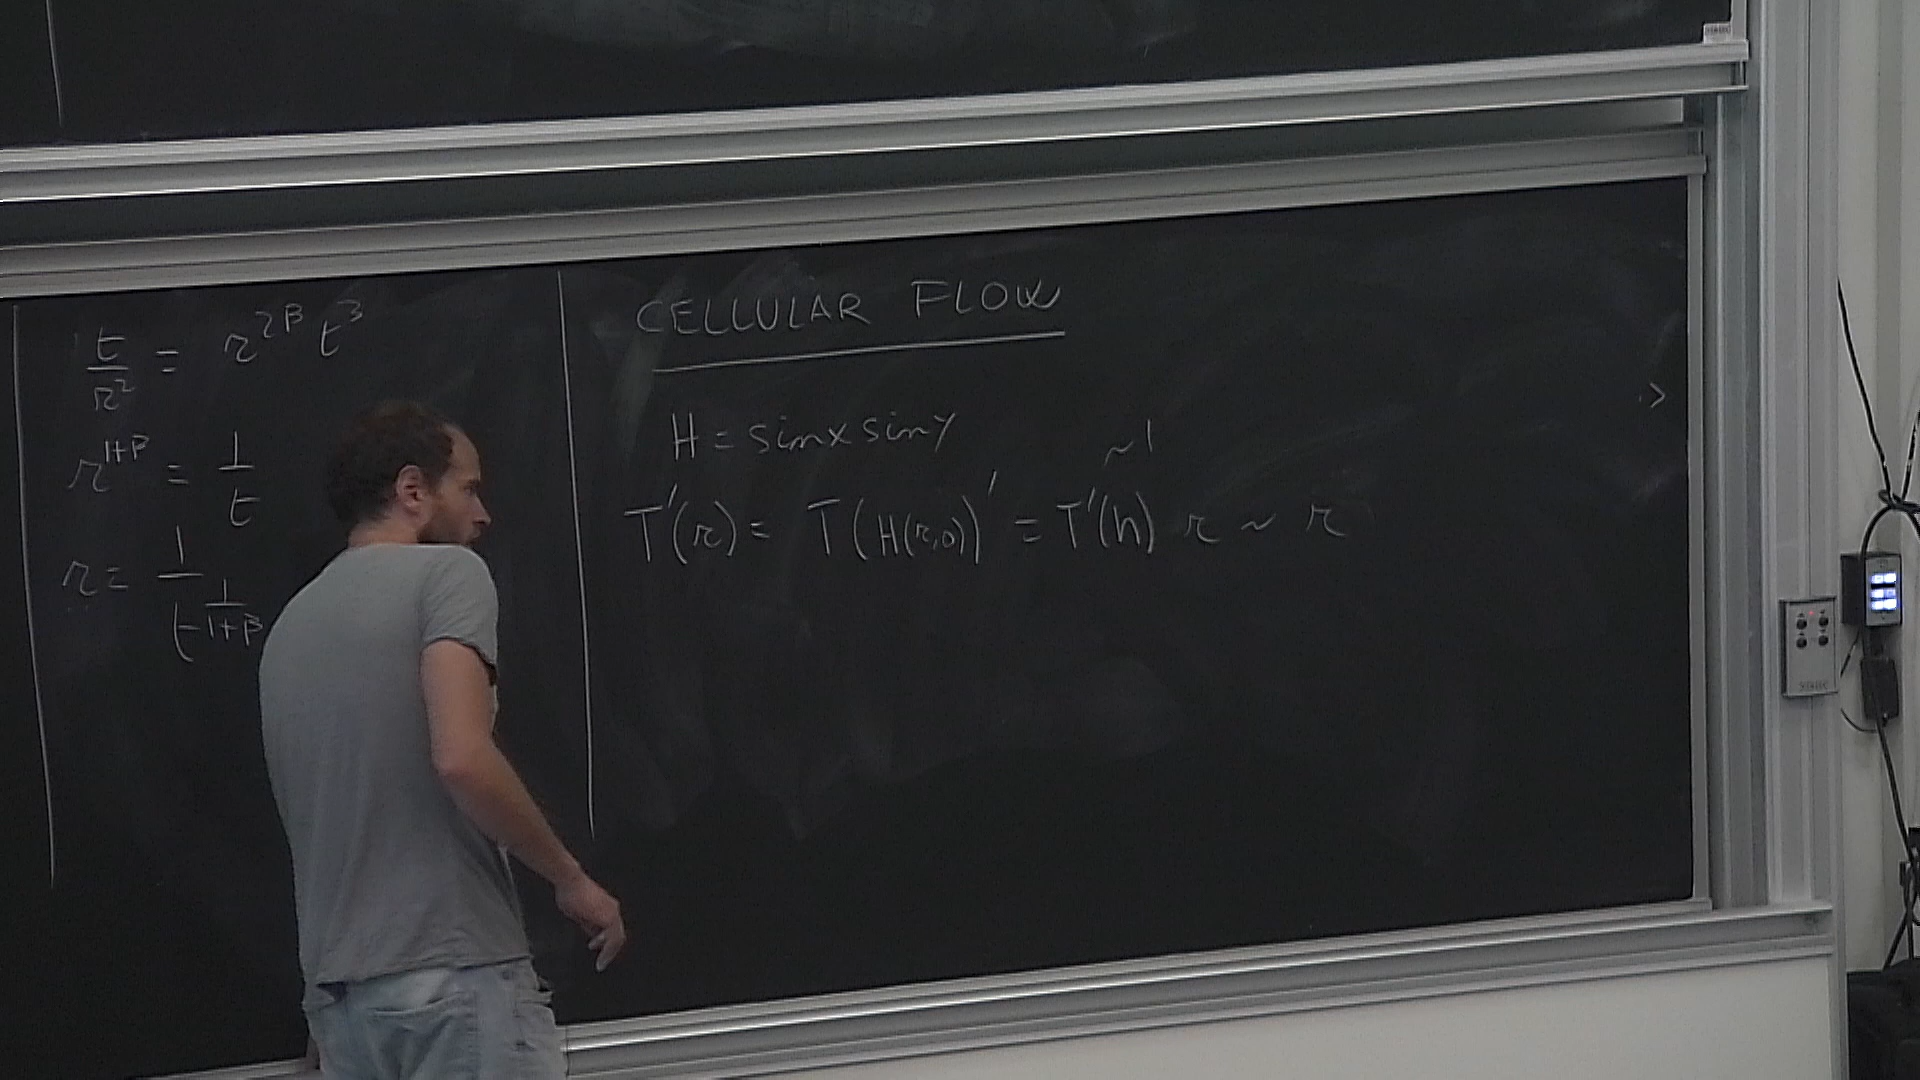 t/r² = r^{2β} t³
r^{1+β} = 1/t
r = 1/t^{1/(1+β)}
CELLULAR FLOW
H = sin x sin y
~1
T'(r) = T(H(r,0))' = T'(h) r ~ r